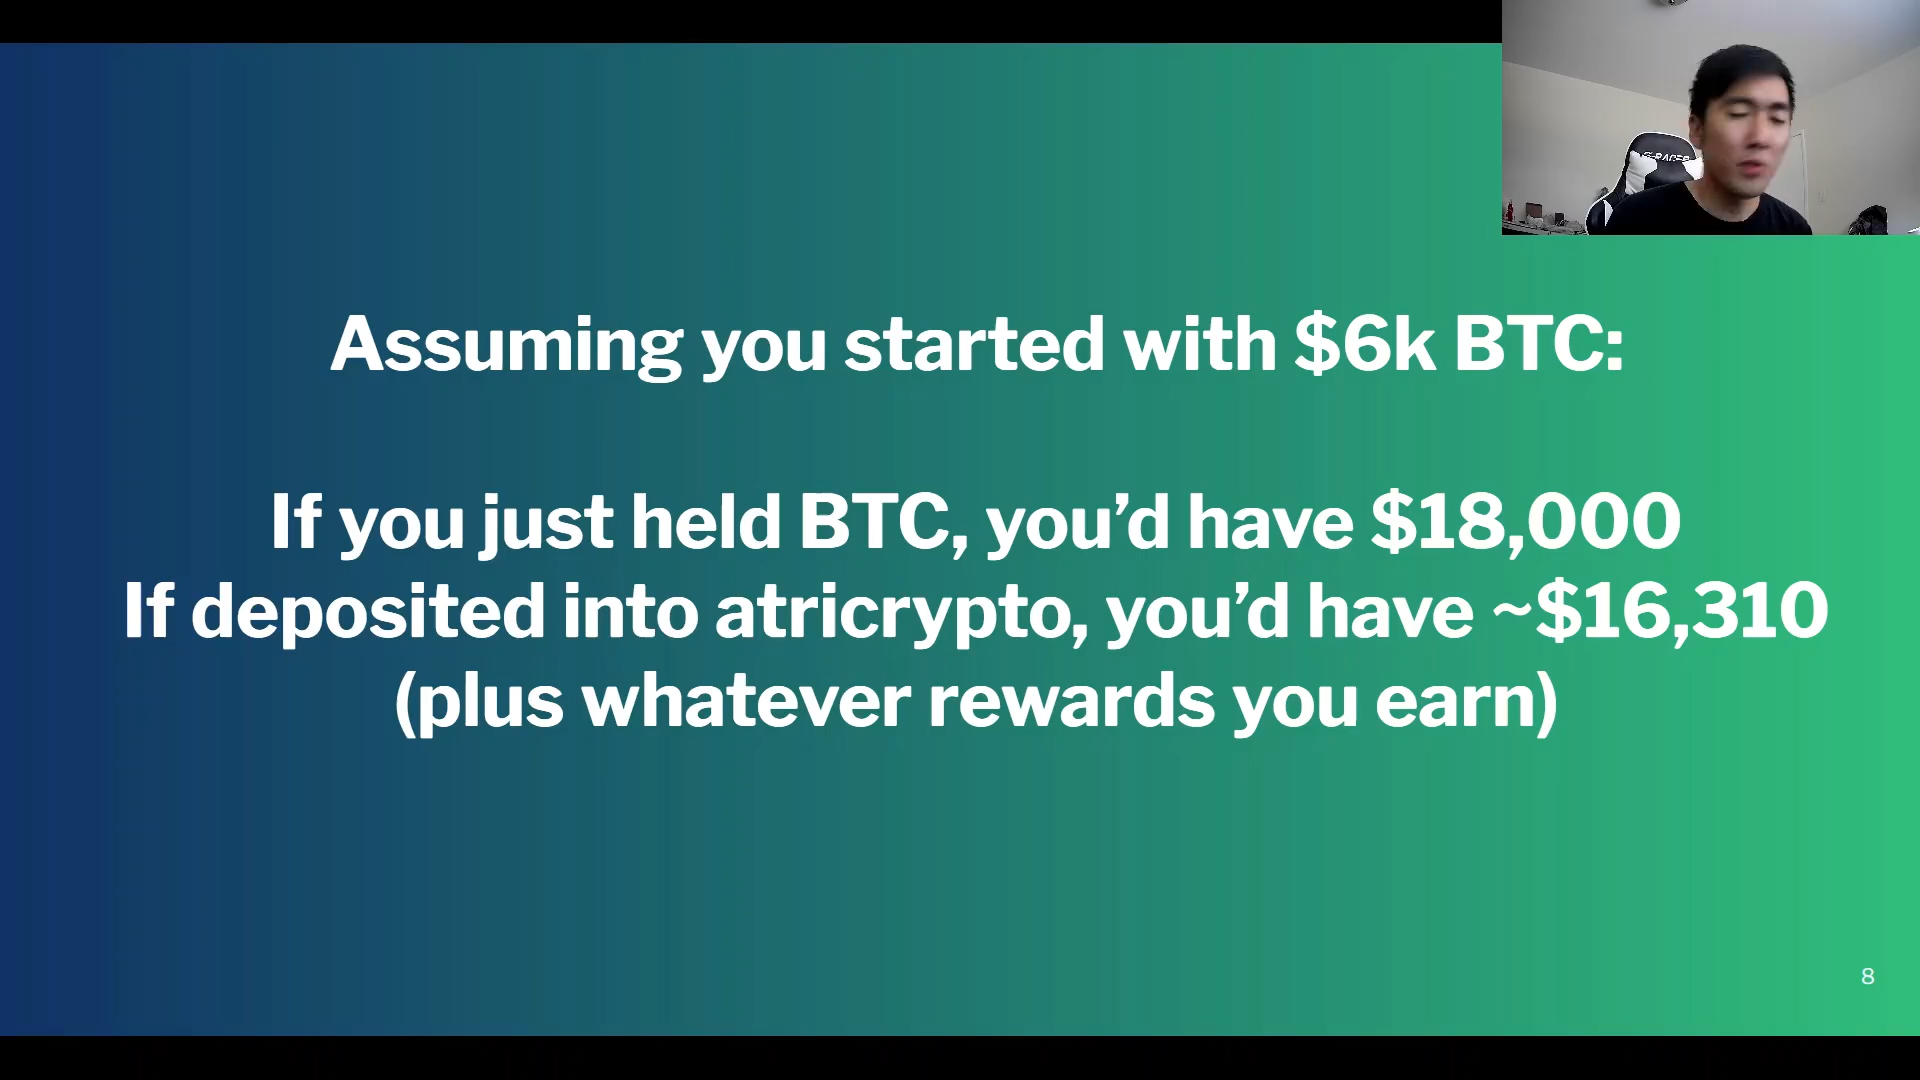 RACER
Assuming you started with $6k BTC:
If you just held BTC, you’d have $18,000
If deposited into atricrypto, you’d have ~$16,310
(plus whatever rewards you earn)
8